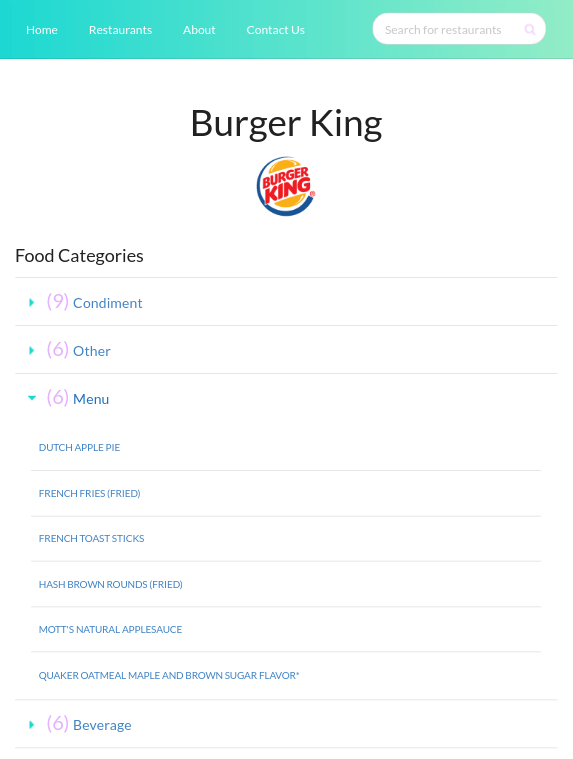 Home Restaurants About Contact Us Search for restaurants
Burger King
BURGER
KING
®
Food Categories
(9) Condiment
(6) Other
(6) Menu
DUTCH APPLE PIE
FRENCH FRIES (FRIED)
FRENCH TOAST STICKS
HASH BROWN ROUNDS (FRIED)
MOTT'S NATURAL APPLESAUCE
QUAKER OATMEAL MAPLE AND BROWN SUGAR FLAVOR*
(6) Beverage